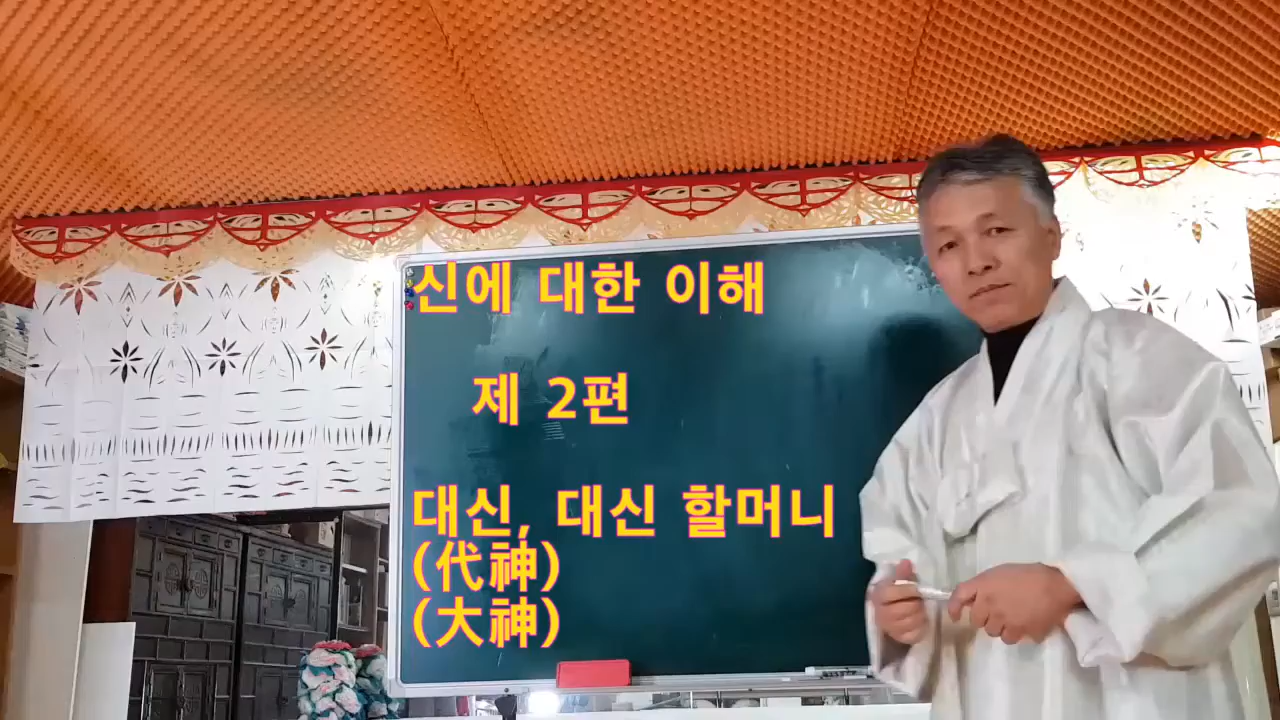 신에 대한 이해
제 2편
대신, 대신 할머니
(代神)
(大神)